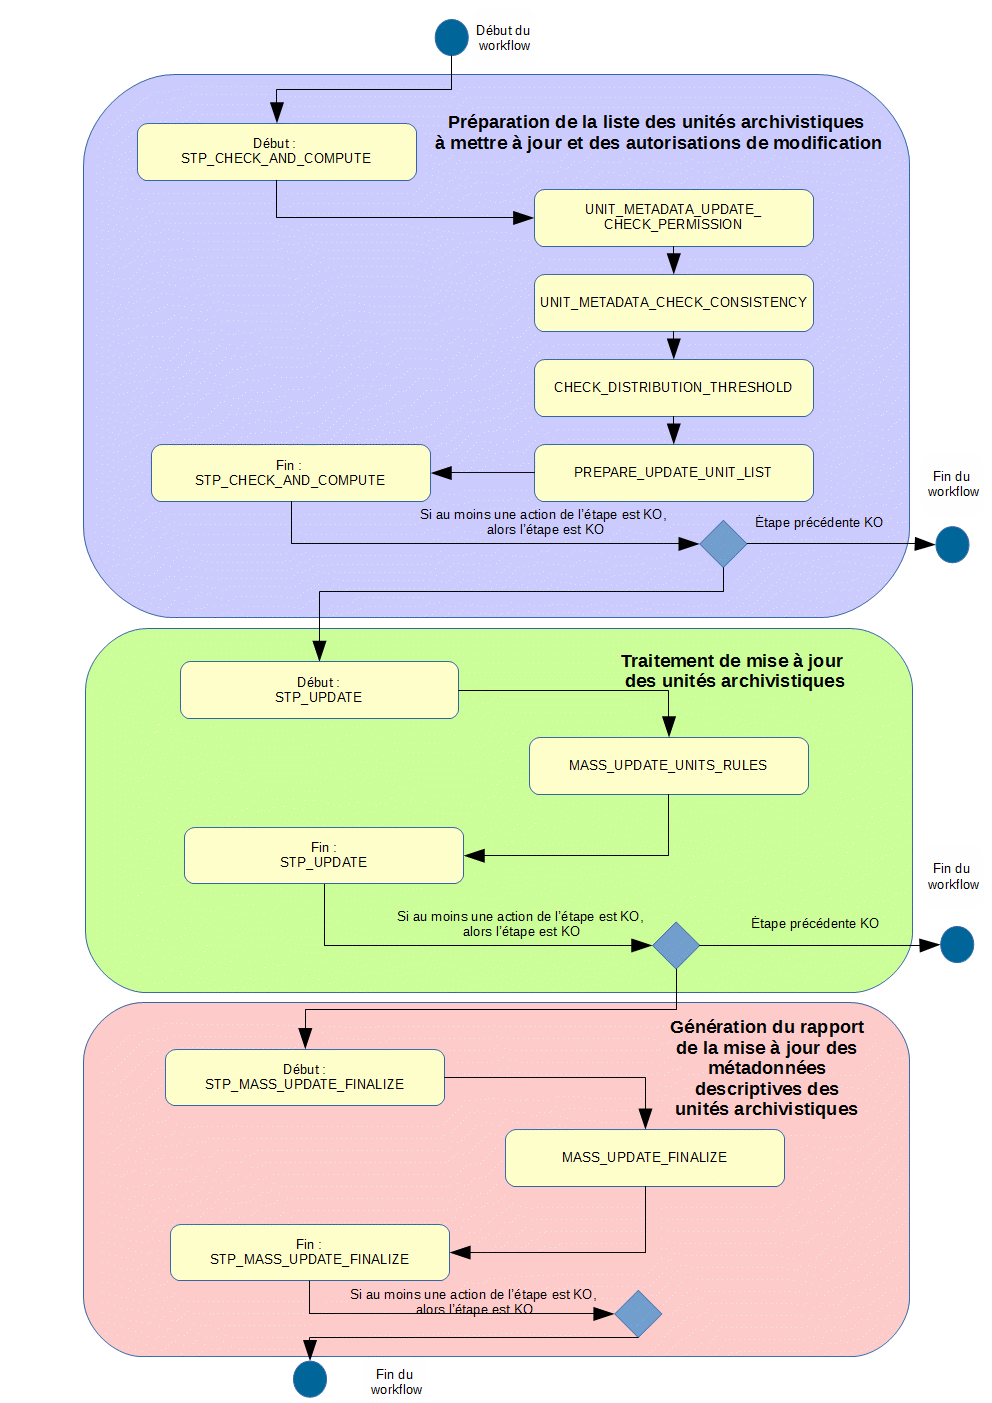 Début du
workflow
Préparation de la liste des unités archivistiques
à mettre à jour et des autorisations de modification
Début :
STP_CHECK_AND_COMPUTE
UNIT_METADATA_UPDATE_
CHECK_PERMISSION
UNIT_METADATA_CHECK_CONSISTENCY
CHECK_DISTRIBUTION_THRESHOLD
PREPARE_UPDATE_UNIT_LIST
Fin :
STP_CHECK_AND_COMPUTE
Si au moins une action de l'étape est KO,
alors l'étape est KO
Étape précédente KO
Fin du
workflow
Traitement de mise à jour
des unités archivistiques
Début :
STP_UPDATE
MASS_UPDATE_UNITS_RULES
Fin :
STP_UPDATE
Si au moins une action de l'étape est KO,
alors l'étape est KO
Étape précédente KO
Fin du
workflow
Génération du rapport
de la mise à jour des
métadonnées
descriptives des
unités archivistiques
Début :
STP_MASS_UPDATE_FINALIZE
MASS_UPDATE_FINALIZE
Fin :
STP_MASS_UPDATE_FINALIZE
Si au moins une action de l'étape est KO,
alors l'étape est KO
Fin du
workflow